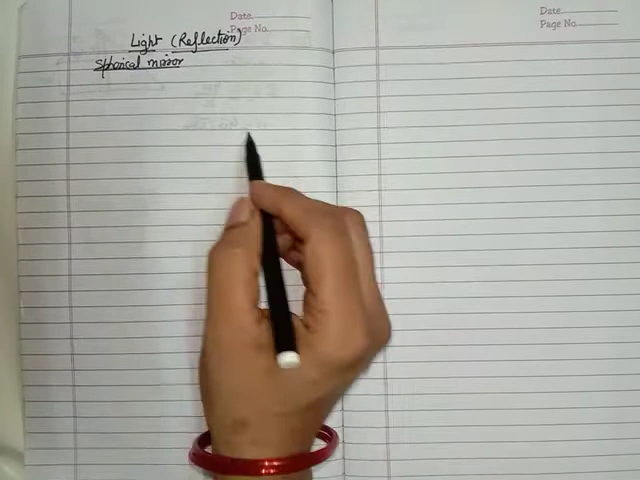 Date
Page No.
Light (Reflection)
Spherical mirror
Date
Page No.